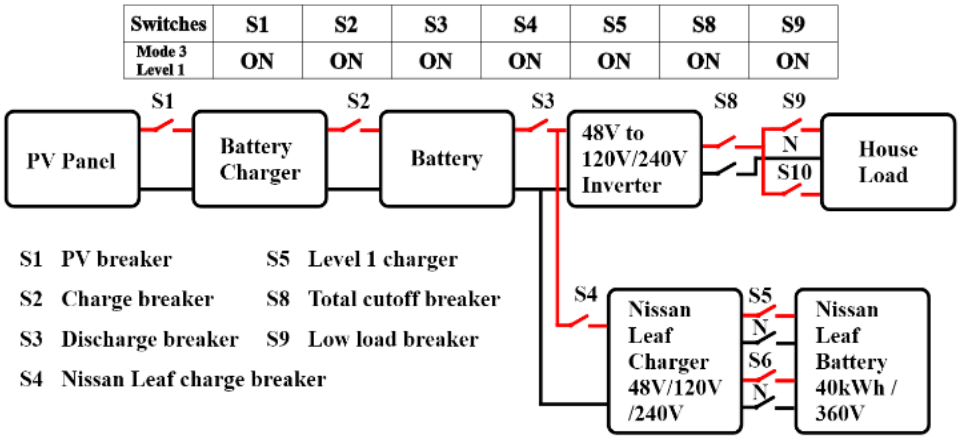 Switches S1 S2 S3 S4 S5 S8 S9
Mode 3
Level 1
ON ON ON ON ON ON ON
S1 S2 S3 S8 S9
PV Panel
Battery
Charger
Battery
48V to
120V/240V
Inverter
N
S10
House
Load
S1 PV breaker
S2 Charge breaker
S3 Discharge breaker
S4 Nissan Leaf charge breaker
S5 Level 1 charger
S8 Total cutoff breaker
S9 Low load breaker
S4
Nissan
Leaf
Charger
48V/120V
/240V
S5
N
S6
N
Nissan
Leaf
Battery
40kWh /
360V